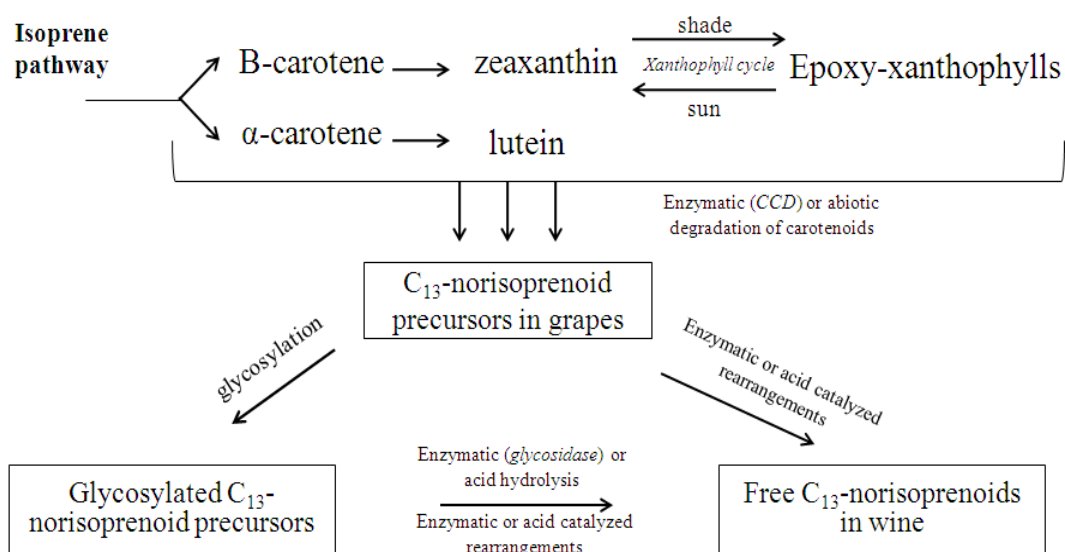 Isoprene
pathway
B-carotene
zeaxanthin
shade
Xanthophyll cycle
sun
Epoxy-xanthophylls
α-carotene
lutein
Enzymatic (CCD) or abiotic
degradation of carotenoids
C₁₃-norisoprenoid
precursors in grapes
glycosylation
Enzymatic or acid catalyzed
rearrangements
Glycosylated C₁₃-
norisoprenoid precursors
Enzymatic (glycosidase) or
acid hydrolysis
Enzymatic or acid catalyzed
rearrangements
Free C₁₃-norisoprenoids
in wine